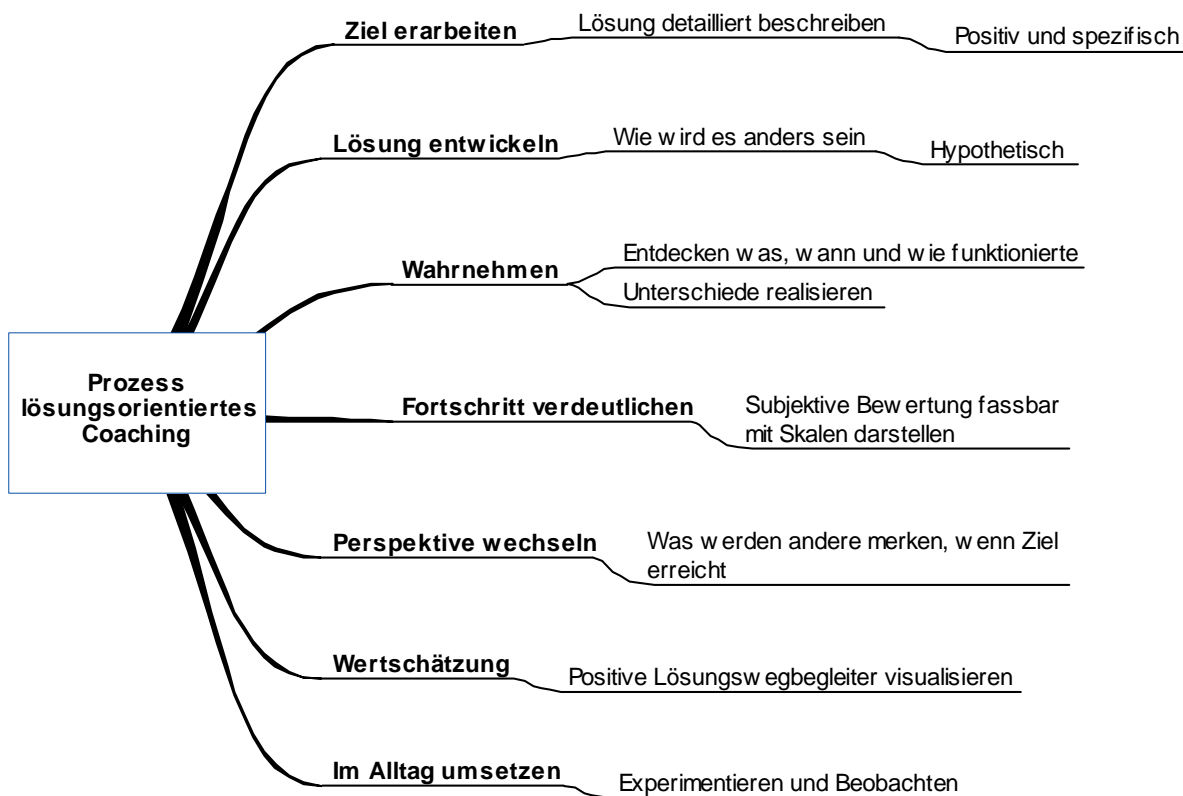 Ziel erarbeiten
Lösung detailliert beschreiben
Positiv und spezifisch
Lösung entwickeln
Wie wird es anders sein
Hypothetisch
Wahrnehmen
Entdecken was, wann und wie funktionierte
Unterschiede realisieren
Prozess
lösungsorientiertes
Coaching
Fortschritt verdeutlichen
Subjektive Bewertung fassbar
mit Skalen darstellen
Perspektive wechseln
Was werden andere merken, wenn Ziel
erreicht
Wertschätzung
Positive Lösungswegbegleiter visualisieren
Im Alltag umsetzen
Experimentieren und Beobachten